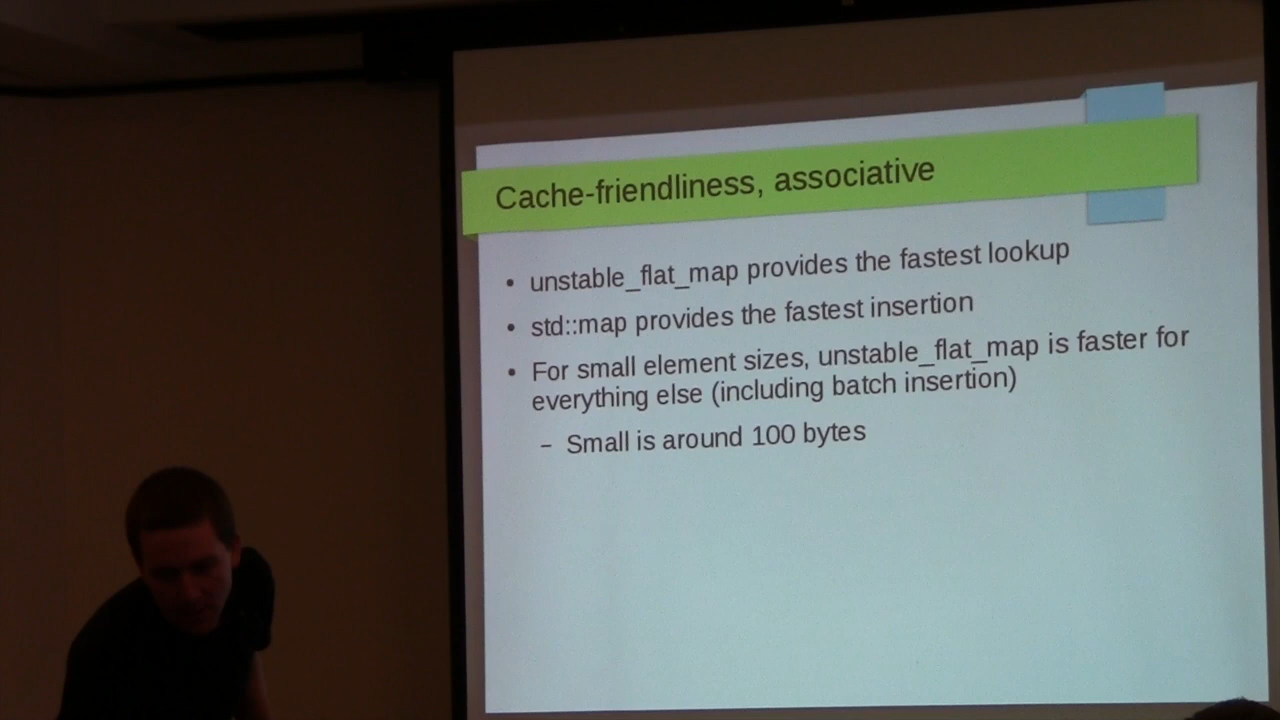 Cache-friendliness, associative
• unstable_flat_map provides the fastest lookup
• std::map provides the fastest insertion
• For small element sizes, unstable_flat_map is faster for
everything else (including batch insertion)
– Small is around 100 bytes